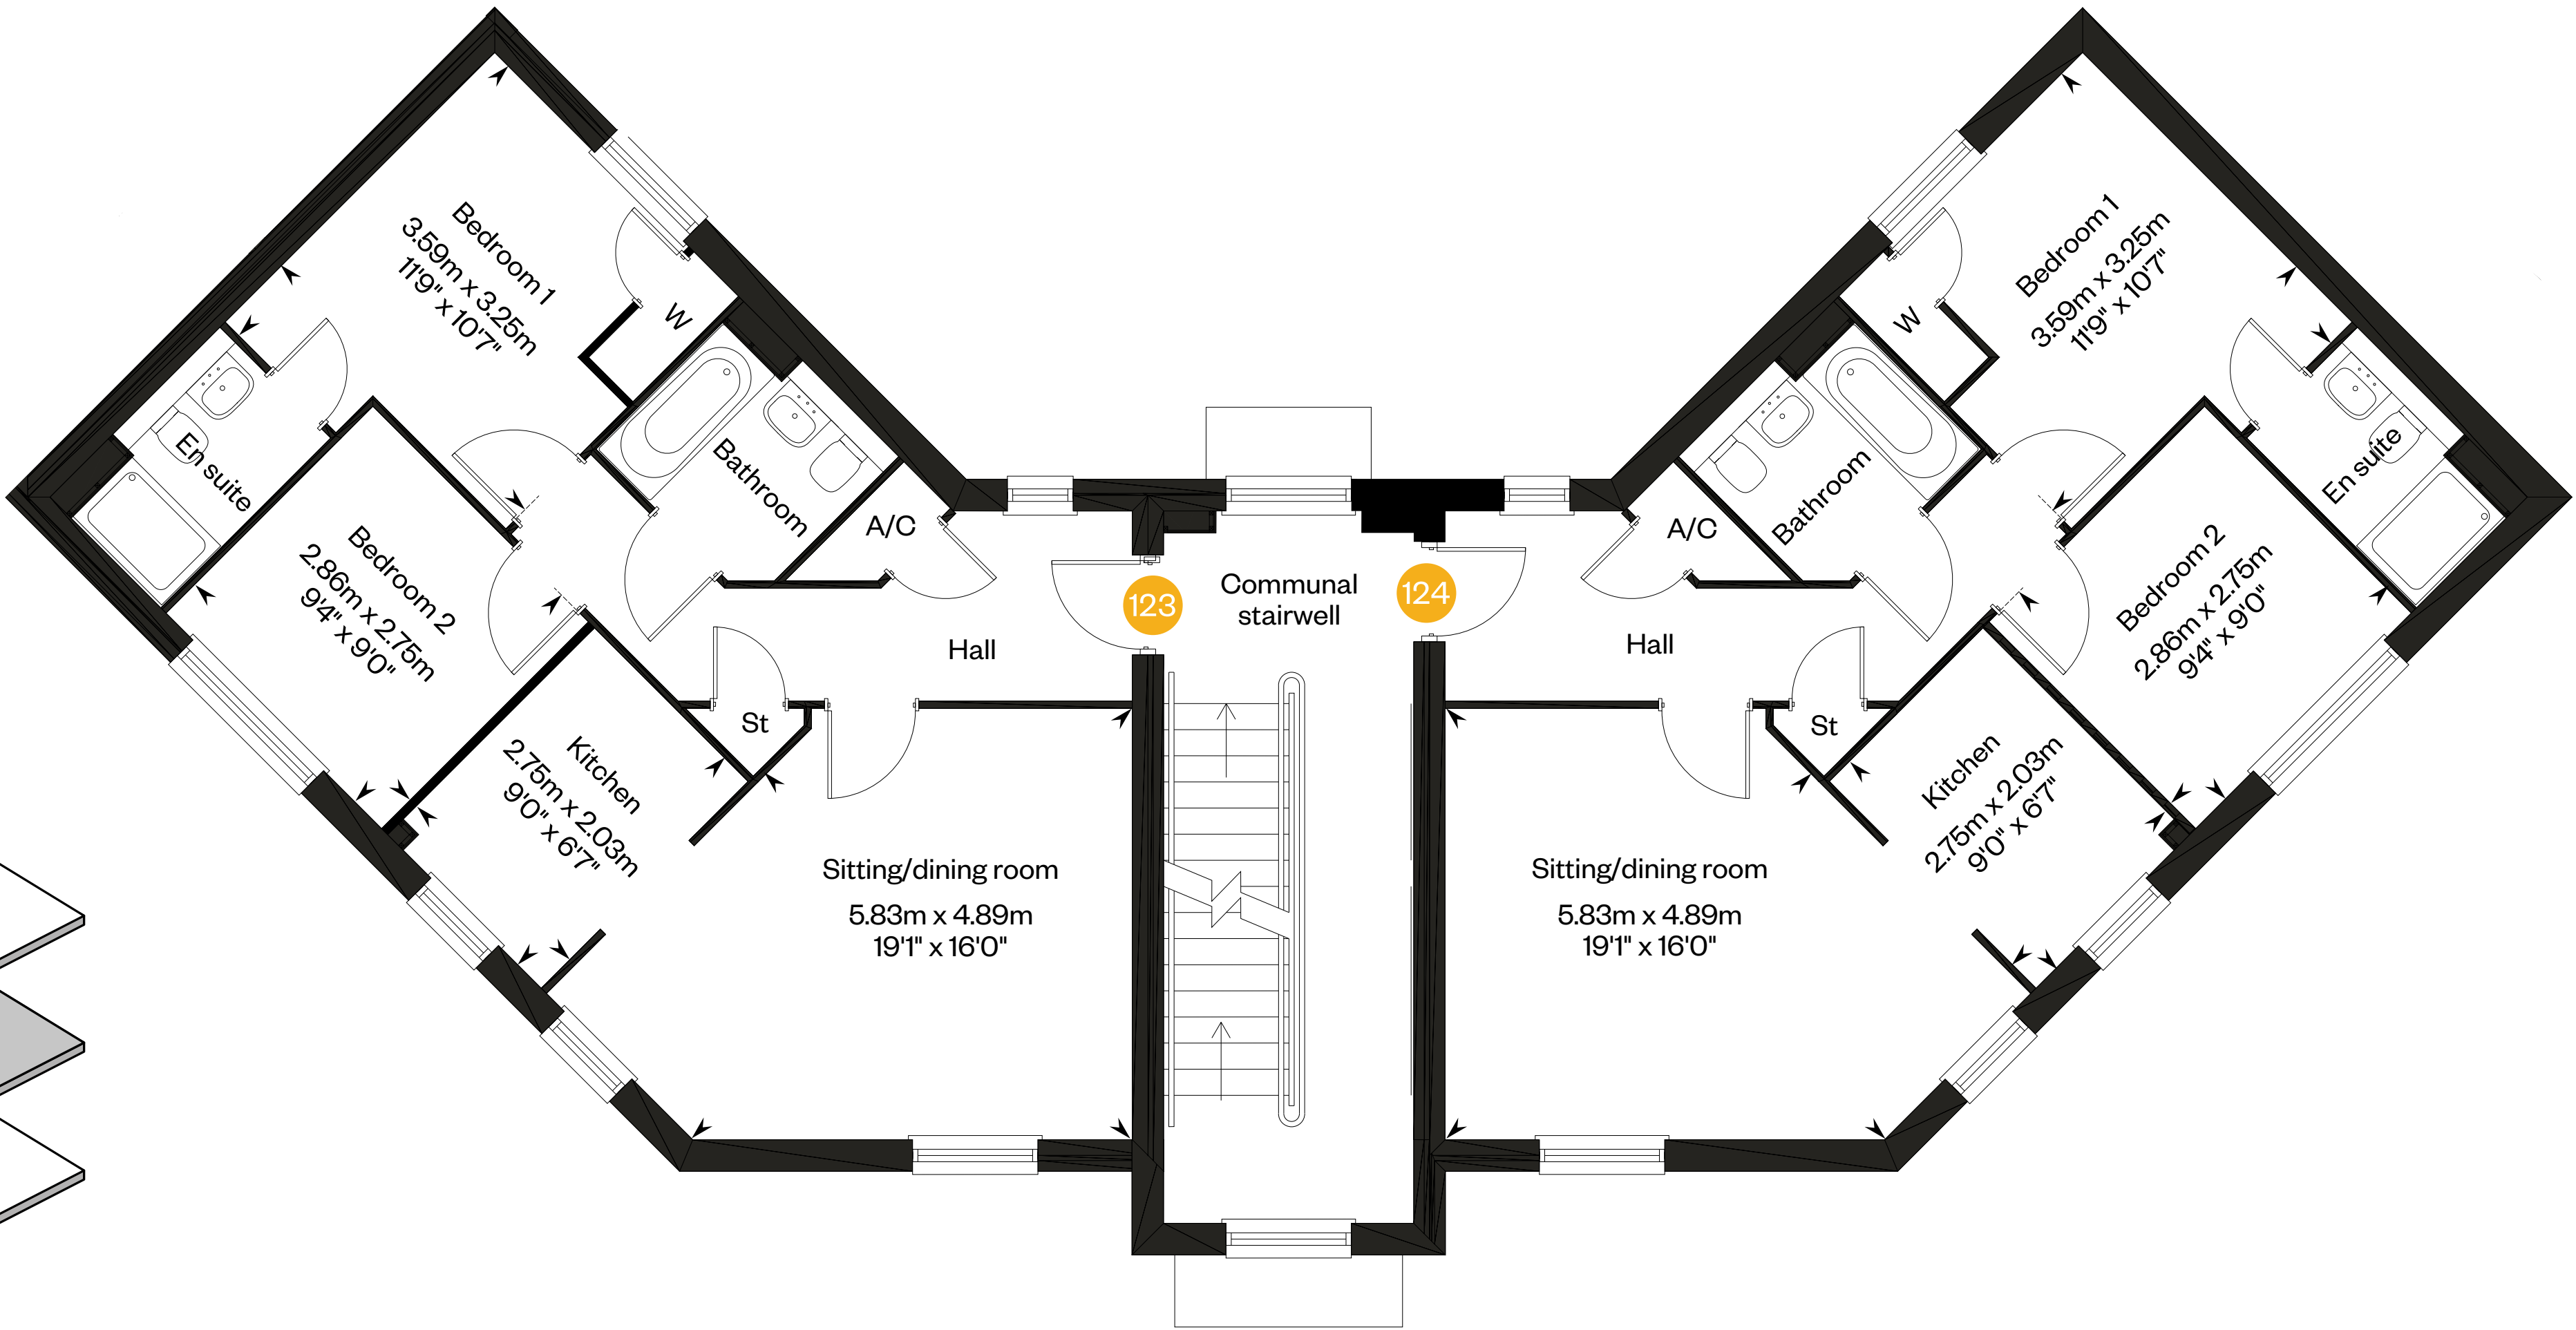 Bedroom 1
3.59m x 3.25m
11'9" x 10'7"
W
En suite
Bedroom 2
2.86m x 2.75m
9'4" x 9'0"
Bathroom
A/C
Hall
St
Kitchen
2.75m x 2.03m
9'0" x 6'7"
Sitting/dining room
5.83m x 4.89m
19'1" x 16'0"
123
Communal
stairwell
124
Bedroom 1
3.59m x 3.25m
11'9" x 10'7"
W
En suite
Bathroom
A/C
Hall
Bedroom 2
2.86m x 2.75m
9'4" x 9'0"
St
Kitchen
2.75m x 2.03m
9'0" x 6'7"
Sitting/dining room
5.83m x 4.89m
19'1" x 16'0"